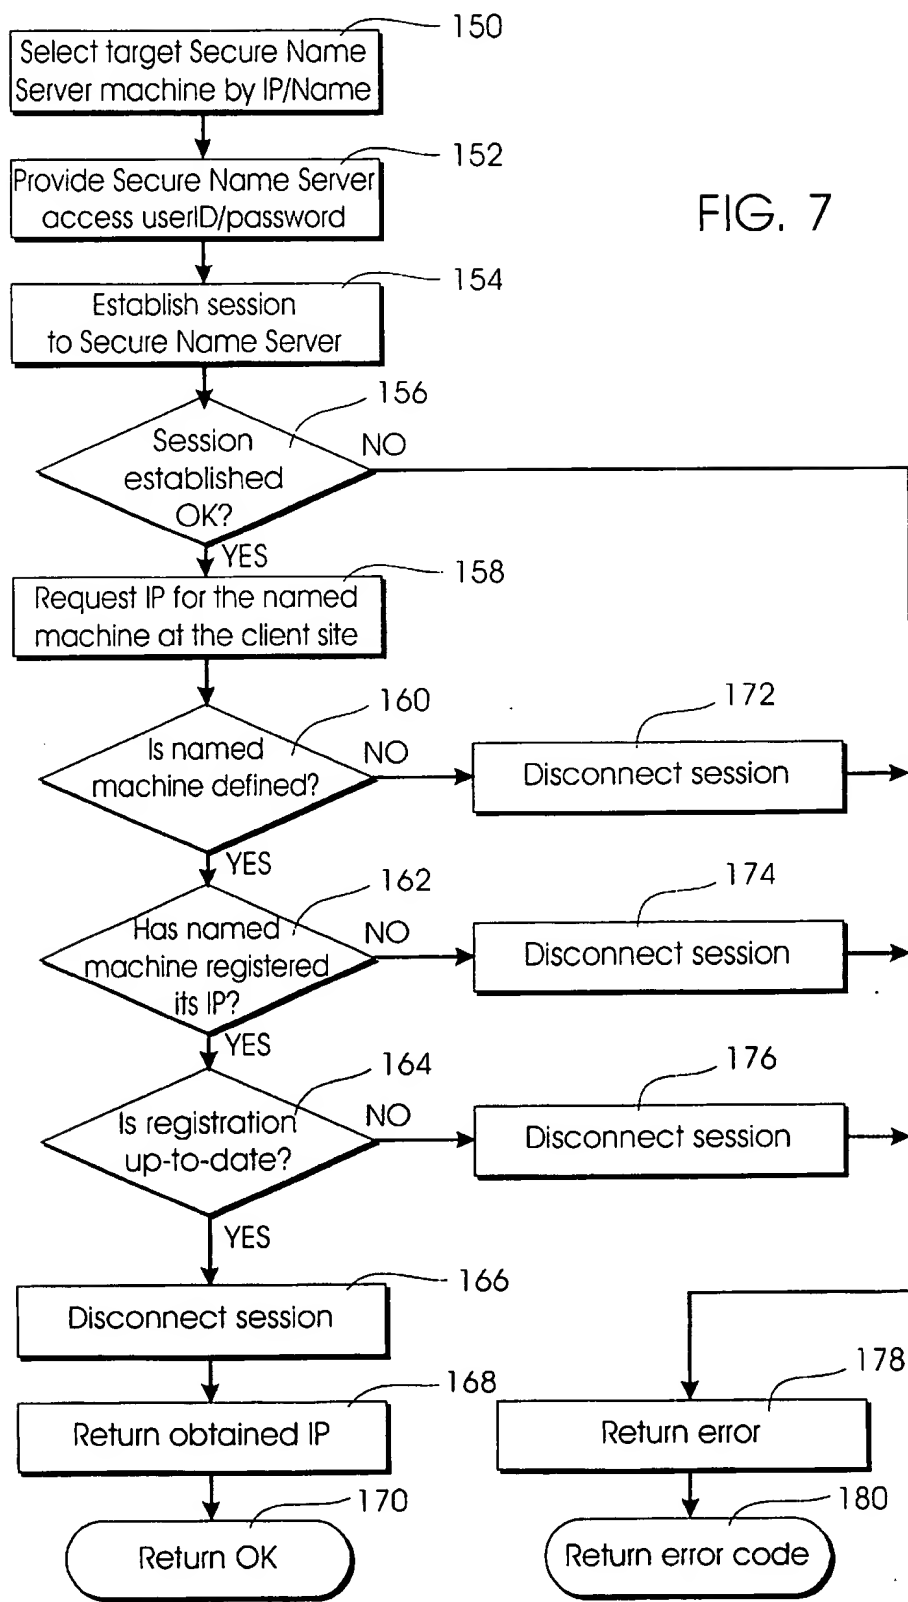 150
Select target Secure Name
Server machine by IP/Name
152
Provide Secure Name Server
access userID/password
FIG. 7
154
Establish session
to Secure Name Server
156
Session
established
OK?
NO
YES
158
Request IP for the named
machine at the client site
160
Is named
machine defined?
NO
172
Disconnect session
YES
162
Has named
machine registered
its IP?
NO
174
Disconnect session
YES
164
Is registration
up-to-date?
NO
176
Disconnect session
YES
166
Disconnect session
168
Return obtained IP
178
Return error
170
Return OK
180
Return error code